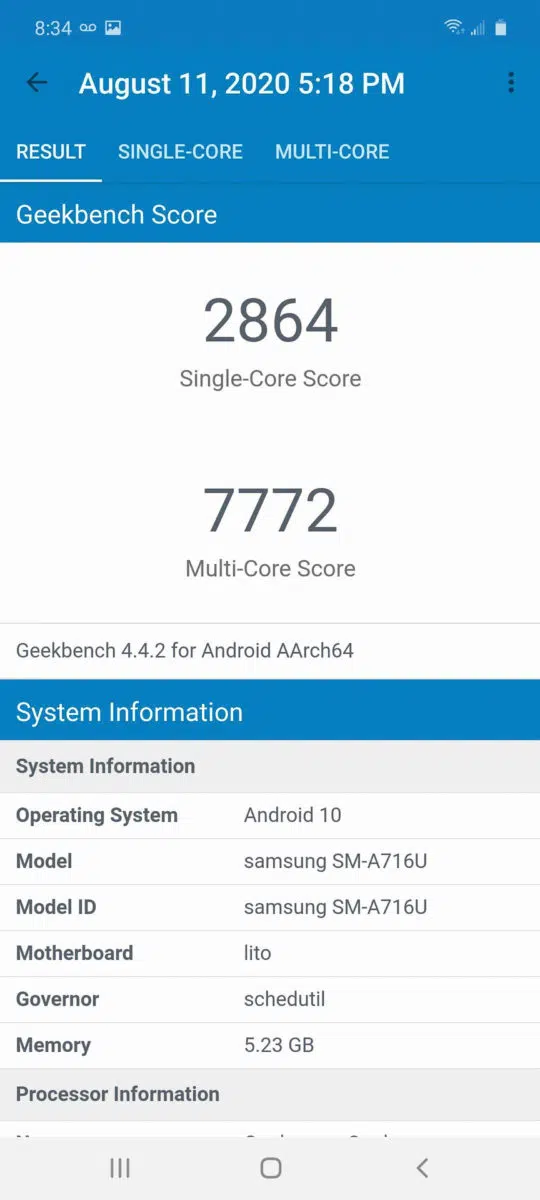 8:34
August 11, 2020 5:18 PM
RESULT SINGLE-CORE MULTI-CORE
Geekbench Score
2864
Single-Core Score
7772
Multi-Core Score
Geekbench 4.4.2 for Android AArch64
System Information
System Information
Operating System Android 10
Model samsung SM-A716U
Model ID samsung SM-A716U
Motherboard lito
Governor schedutil
Memory 5.23 GB
Processor Information